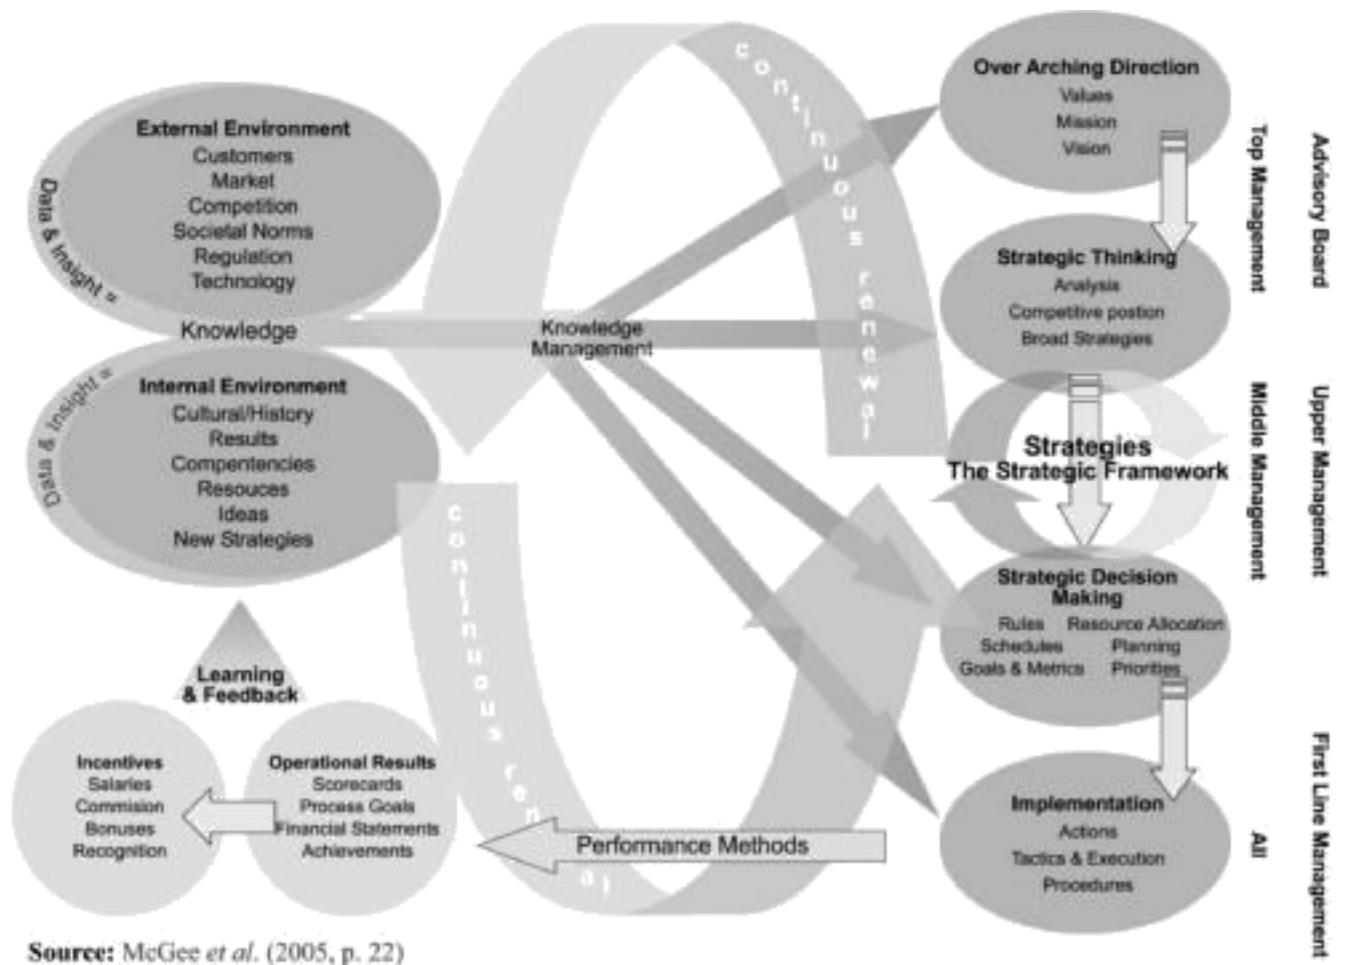 Over Arching Direction
Values
Mission
Vision
Top Management
Advisory Board
External Environment
Customers
Market
Competition
Societal Norms
Regulation
Technology
Data & Insight =
Knowledge
Internal Environment
Cultural/History
Results
Compentencies
Resouces
Ideas
New Strategies
Data & Insight =
Knowledge
Management
continuous renewal
Strategic Thinking
Analysis
Competitive postion
Broad Strategies
Strategies
The Strategic Framework
Middle Management
Upper Management
Strategic Decision
Making
Rules Resource Allocation
Schedules Planning
Goals & Metrics Priorities
Implementation
Actions
Tactics & Execution
Procedures
All
First Line Management
continuous
Performance Methods
Learning
& Feedback
Incentives
Salaries
Commision
Bonuses
Recognition
Operational Results
Scorecards
Process Goals
Financial Statements
Achievements
Source: McGee et al. (2005, p. 22)